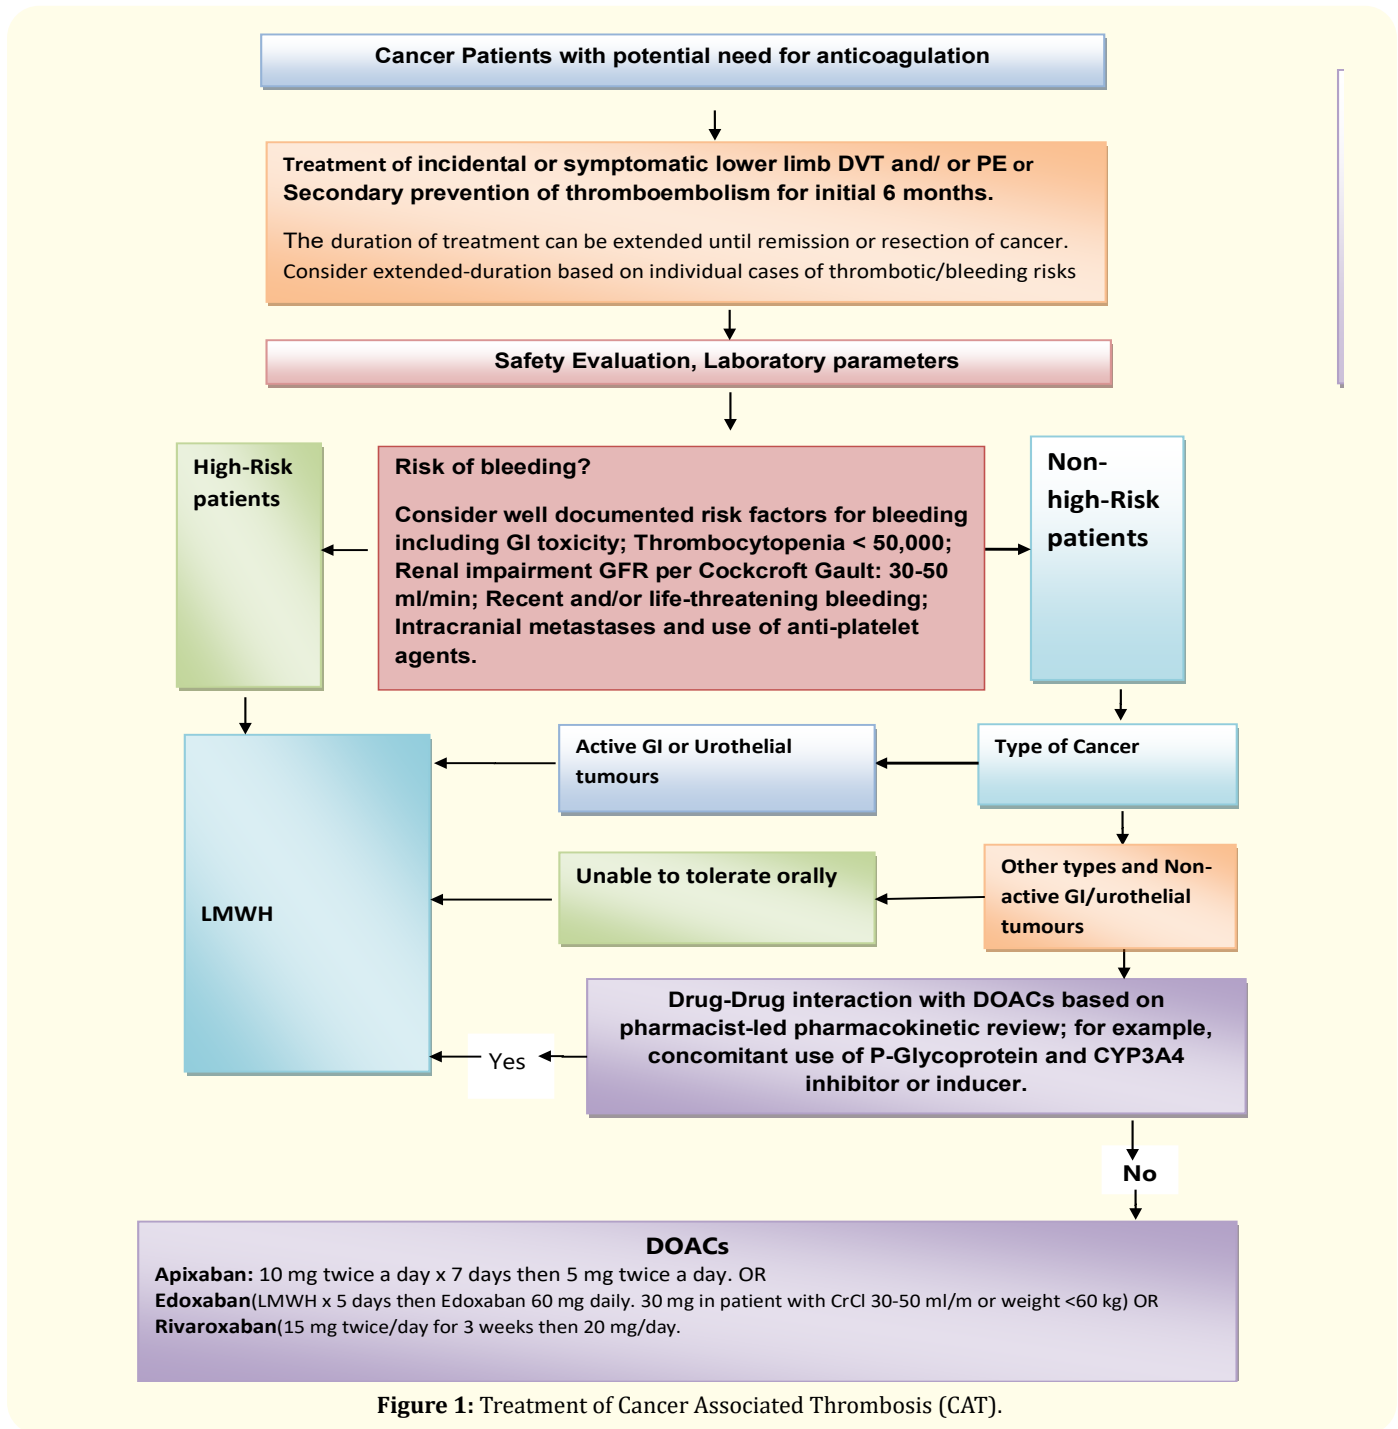 Cancer Patients with potential need for anticoagulation
Treatment of incidental or symptomatic lower limb DVT and/ or PE or
Secondary prevention of thromboembolism for initial 6 months.
The duration of treatment can be extended until remission or resection of cancer.
Consider extended-duration based on individual cases of thrombotic/bleeding risks
Safety Evaluation, Laboratory parameters
High-Risk
patients
Risk of bleeding?
Consider well documented risk factors for bleeding
including GI toxicity; Thrombocytopenia < 50,000;
Renal impairment GFR per Cockcroft Gault: 30-50
ml/min; Recent and/or life-threatening bleeding;
Intracranial metastases and use of anti-platelet
agents.
Non-
high-Risk
patients
Active GI or Urothelial
tumours
Type of Cancer
Unable to tolerate orally
Other types and Non-
active GI/urothelial
tumours
LMWH
Drug-Drug interaction with DOACs based on
pharmacist-led pharmacokinetic review; for example,
concomitant use of P-Glycoprotein and CYP3A4
inhibitor or inducer.
Yes
No
DOACs
Apixaban: 10 mg twice a day x 7 days then 5 mg twice a day. OR
Edoxaban(LMWH x 5 days then Edoxaban 60 mg daily. 30 mg in patient with CrCl 30-50 ml/m or weight <60 kg) OR
Rivaroxaban(15 mg twice/day for 3 weeks then 20 mg/day.
Figure 1: Treatment of Cancer Associated Thrombosis (CAT).